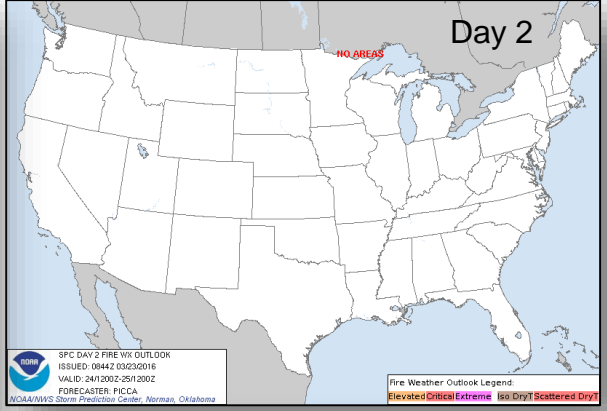 Day 2
NO AREAS
NOAA
SPC DAY 2 FIRE WX OUTLOOK
ISSUED: 0844Z 03/23/2016
VALID: 24/1200Z-25/1200Z
FORECASTER: PICCA
NOAA/NWS Storm Prediction Center, Norman, Oklahoma
Fire Weather Outlook Legend:
Elevated Critical Extreme Iso DryT Scattered DryT